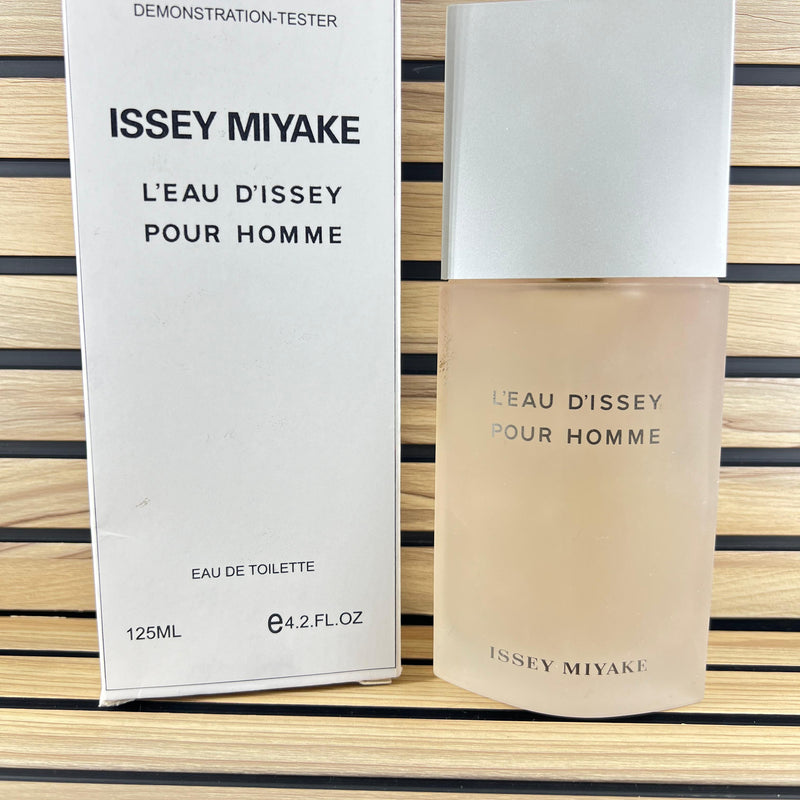 DEMONSTRATION-TESTER
ISSEY MIYAKE
L'EAU D'ISSEY
POUR HOMME
EAU DE TOILETTE
125ML
e4.2.FL.OZ
L'EAU D'ISSEY
POUR HOMME
ISSEY MIYAKE